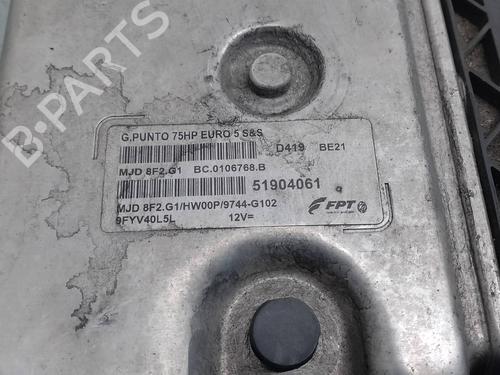 B-PARTS
G.PUNTO 75HP EURO 5 S&S
D419 BE21
MJD 8F2.G1 BC.0106768.B
51904061
MJD 8F2.G1/HW00P/9744-G102
9FYV40L5L 12V=
FPT